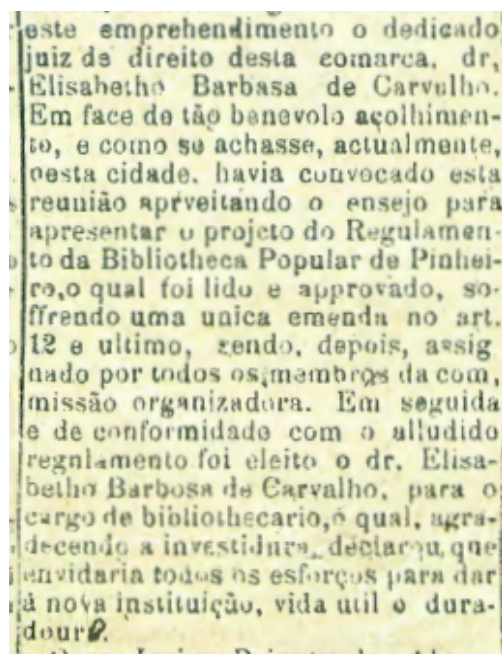 este emprehendimento o dedicado
juiz de direito desta comarca, dr,
Elisabetho Barbasa de Carvalho.
Em face de tão benevolo açolhimen-
to, e como se achasse, actualmente,
nesta cidade. havia convocado esta
reunião aprveitando o ensejo para
apresentar o projeto do Regulamen-
to da Bibliotheca Popular de Pinhei-
ro,o qual foi lido e approvado, so-
ffrendo uma unica emenda no art.
12 e ultimo, sendo, depois, assig
nado por todos os membros da com,
missão organizadora. Em seguida
e de conformidade com o alludido
regnlamento foi eleito o dr. Elisa-
betho Barbosa de Carvalho, para o
cargo de bibliothecario,o qual, agra-
decendo a investidura, declarou que
envidaria todos os esforços para dar
á nova instituição, vida util e dura-
doura.